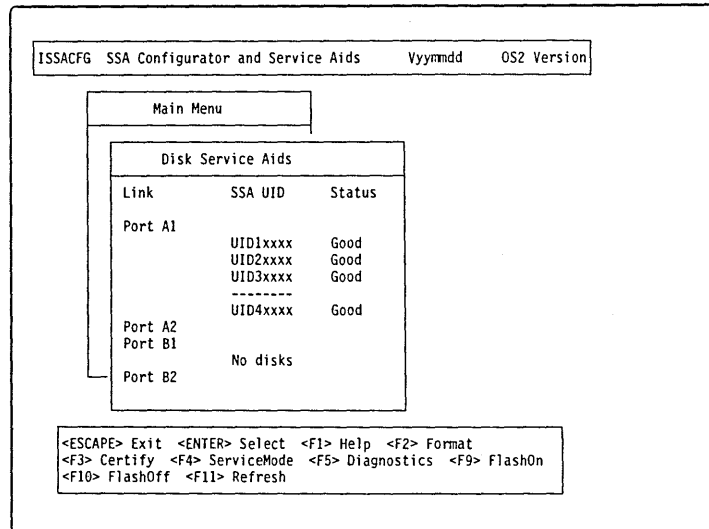 ISSACFG SSA Configurator and Service Aids Vyymmdd OS2 Version
Main Menu
Disk Service Aids
Link SSA UID Status
Port A1
UID1xxxx Good
UID2xxxx Good
UID3xxxx Good
--------
UID4xxxx Good
Port A2
Port B1
No disks
Port B2
<ESCAPE> Exit <ENTER> Select <F1> Help <F2> Format
<F3> Certify <F4> ServiceMode <F5> Diagnostics <F9> FlashOn
<F10> FlashOff <F11> Refresh